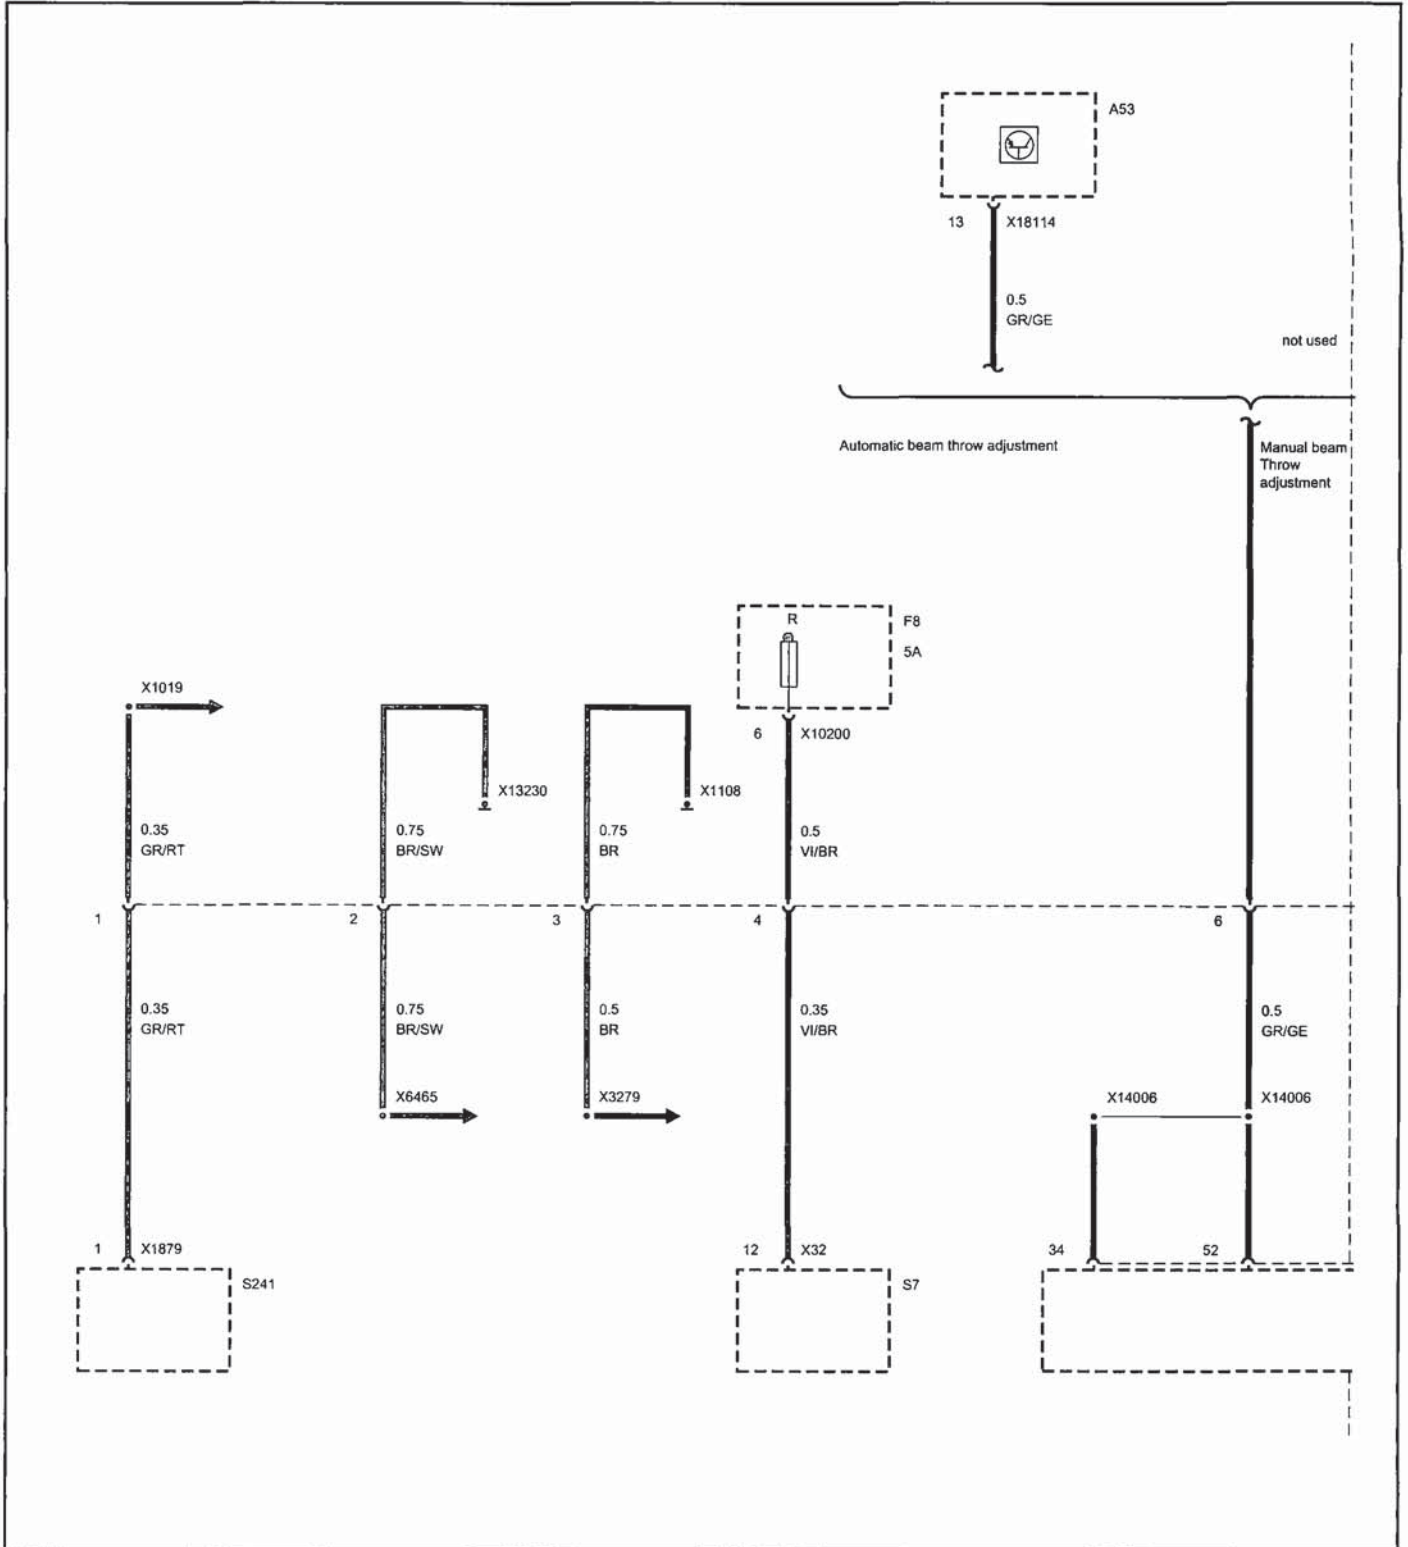 A53
13 X18114
0.5
GR/GE
not used
Automatic beam throw adjustment
Manual beam
Throw
adjustment
R
F8
5A
X1019
6 X10200
X13230
X1108
0.35
GR/RT
0.75
BR/SW
0.75
BR
0.5
VI/BR
1
2
3
4
6
0.35
GR/RT
0.75
BR/SW
0.5
BR
0.35
VI/BR
0.5
GR/GE
X6465
X3279
X14006
X14006
1 X1879
12 X32
34
52
S241
S7